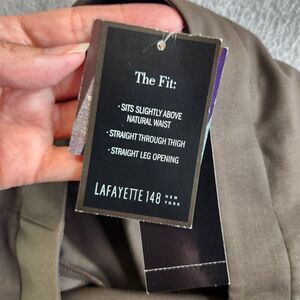 The Fit:
· SITS SLIGHTLY ABOVE
NATURAL WAIST
· STRAIGHT THROUGH THIGH
· STRAIGHT LEG OPENING
LAFAYETTE 148 NEW YORK